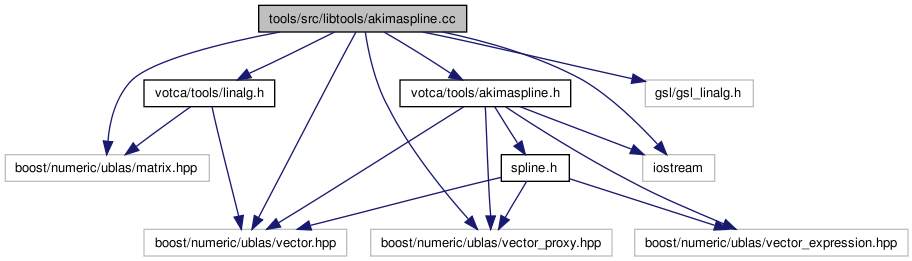 tools/src/libtools/akimaspline.cc
votca/tools/linalg.h
votca/tools/akimaspline.h
gsl/gsl_linalg.h
boost/numeric/ublas/matrix.hpp
spline.h
iostream
boost/numeric/ublas/vector.hpp
boost/numeric/ublas/vector_proxy.hpp
boost/numeric/ublas/vector_expression.hpp